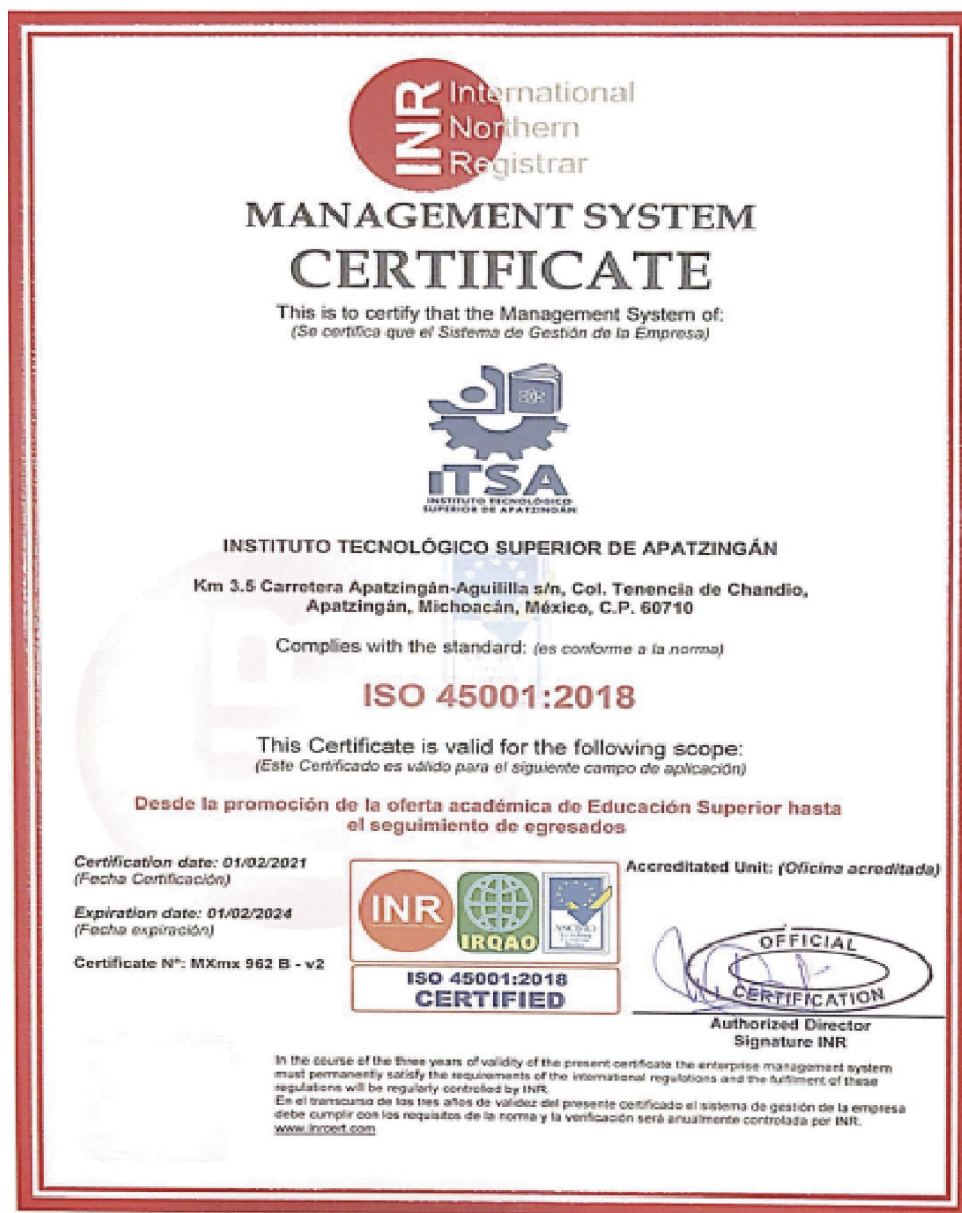 INR International
Northern
Registrar
MANAGEMENT SYSTEM
CERTIFICATE
This is to certify that the Management System of:
(Se certifica que el Sistema de Gestión de la Empresa)
iTSA
INSTITUTO TECNOLÓGICO
SUPERIOR DE APATZINGÁN
INSTITUTO TECNOLÓGICO SUPERIOR DE APATZINGÁN
Km 3.5 Carretera Apatzingán-Aguililla s/n, Col. Tenencia de Chandio,
Apatzingán, Michoacán, México, C.P. 60710
Complies with the standard: (es conforme a la norma)
ISO 45001:2018
This Certificate is valid for the following scope:
(Este Certificado es válido para el siguiente campo de aplicación)
Desde la promoción de la oferta académica de Educación Superior hasta
el seguimiento de egresados
Certification date: 01/02/2021
(Fecha Certificación)
Expiration date: 01/02/2024
(Fecha expiración)
Certificate Nº: MXmx 962 B - v2
INR
IRQAO
ISO 45001:2018
CERTIFIED
Accreditated Unit: (Oficina acreditada)
OFFICIAL
CERTIFICATION
Authorized Director
Signature INR
In the course of the three years of validity of the present certificate the enterprise management system
must permanently satisfy the requirements of the international regulations and the fulfilment of these
regulations will be regularly controlled by INR.
En el transcurso de los tres años de validez del presente certificado el sistema de gestión de la empresa
debe cumplir con los requisitos de la norma y la verificación será anualmente controlada por INR.
www.inrcert.com